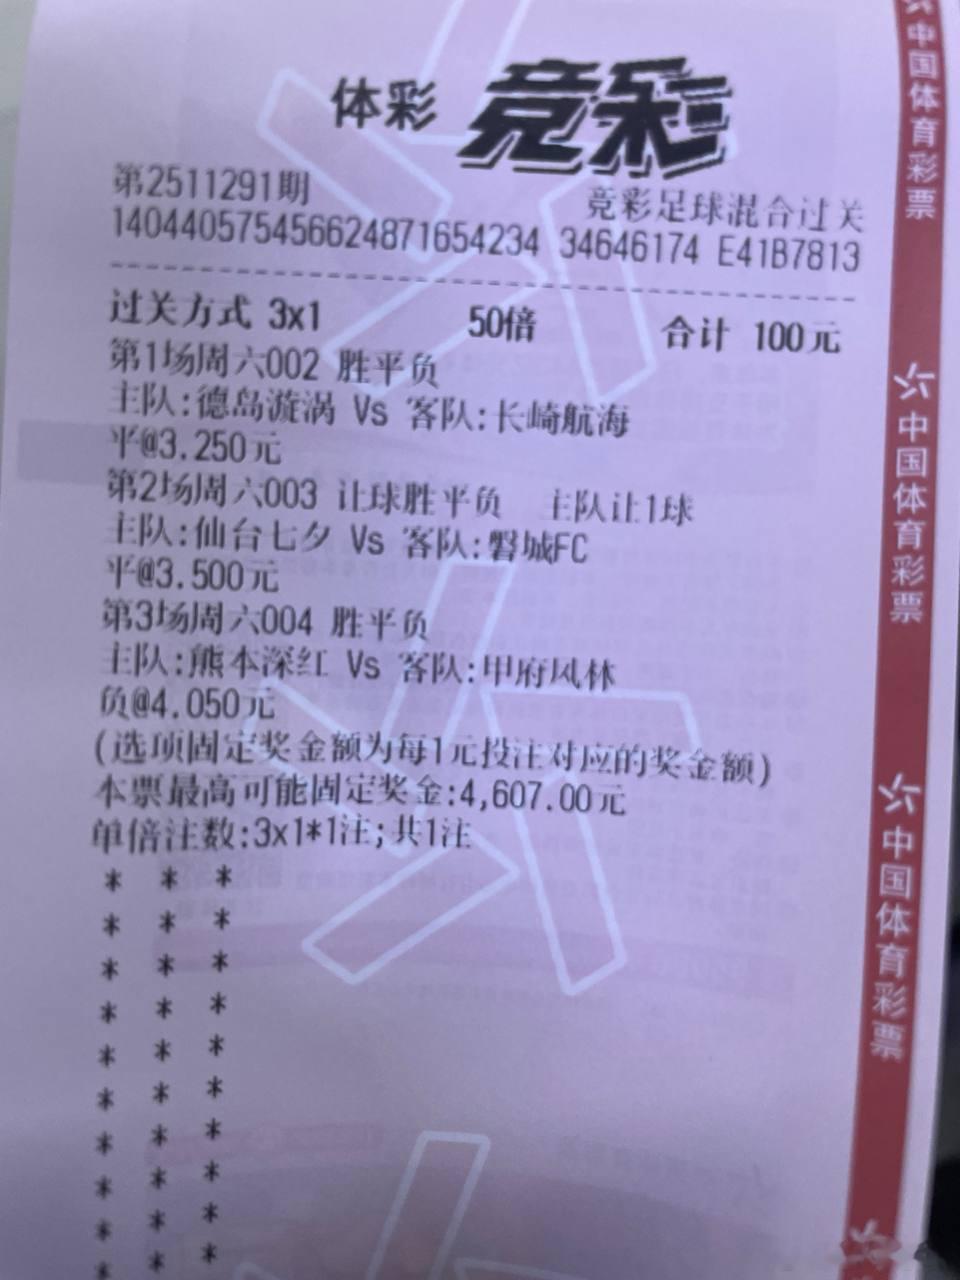 体彩 竞彩
第2511291期
竞彩足球混合过关
140440575456624871654234 34646174 E41B7813
过关方式 3x1 50倍 合计 100元
第1场周六002 胜平负
主队:德岛漩涡 Vs 客队:长崎航海
平@3.250元
第2场周六003 让球胜平负 主队让1球
主队:仙台七夕 Vs 客队:磐城FC
平@3.500元
第3场周六004 胜平负
主队:熊本深红 Vs 客队:甲府风林
负@4.050元
(选项固定奖金额为每1元投注对应的奖金额)
本票最高可能固定奖金:4,607.00元
单倍注数:3x1*1注;共1注
* * *
* * *
* * *
* * *
* * *
* * *
* * *
* * *
* * *
*
中国体育彩票
中国体育彩票
中国体育彩票